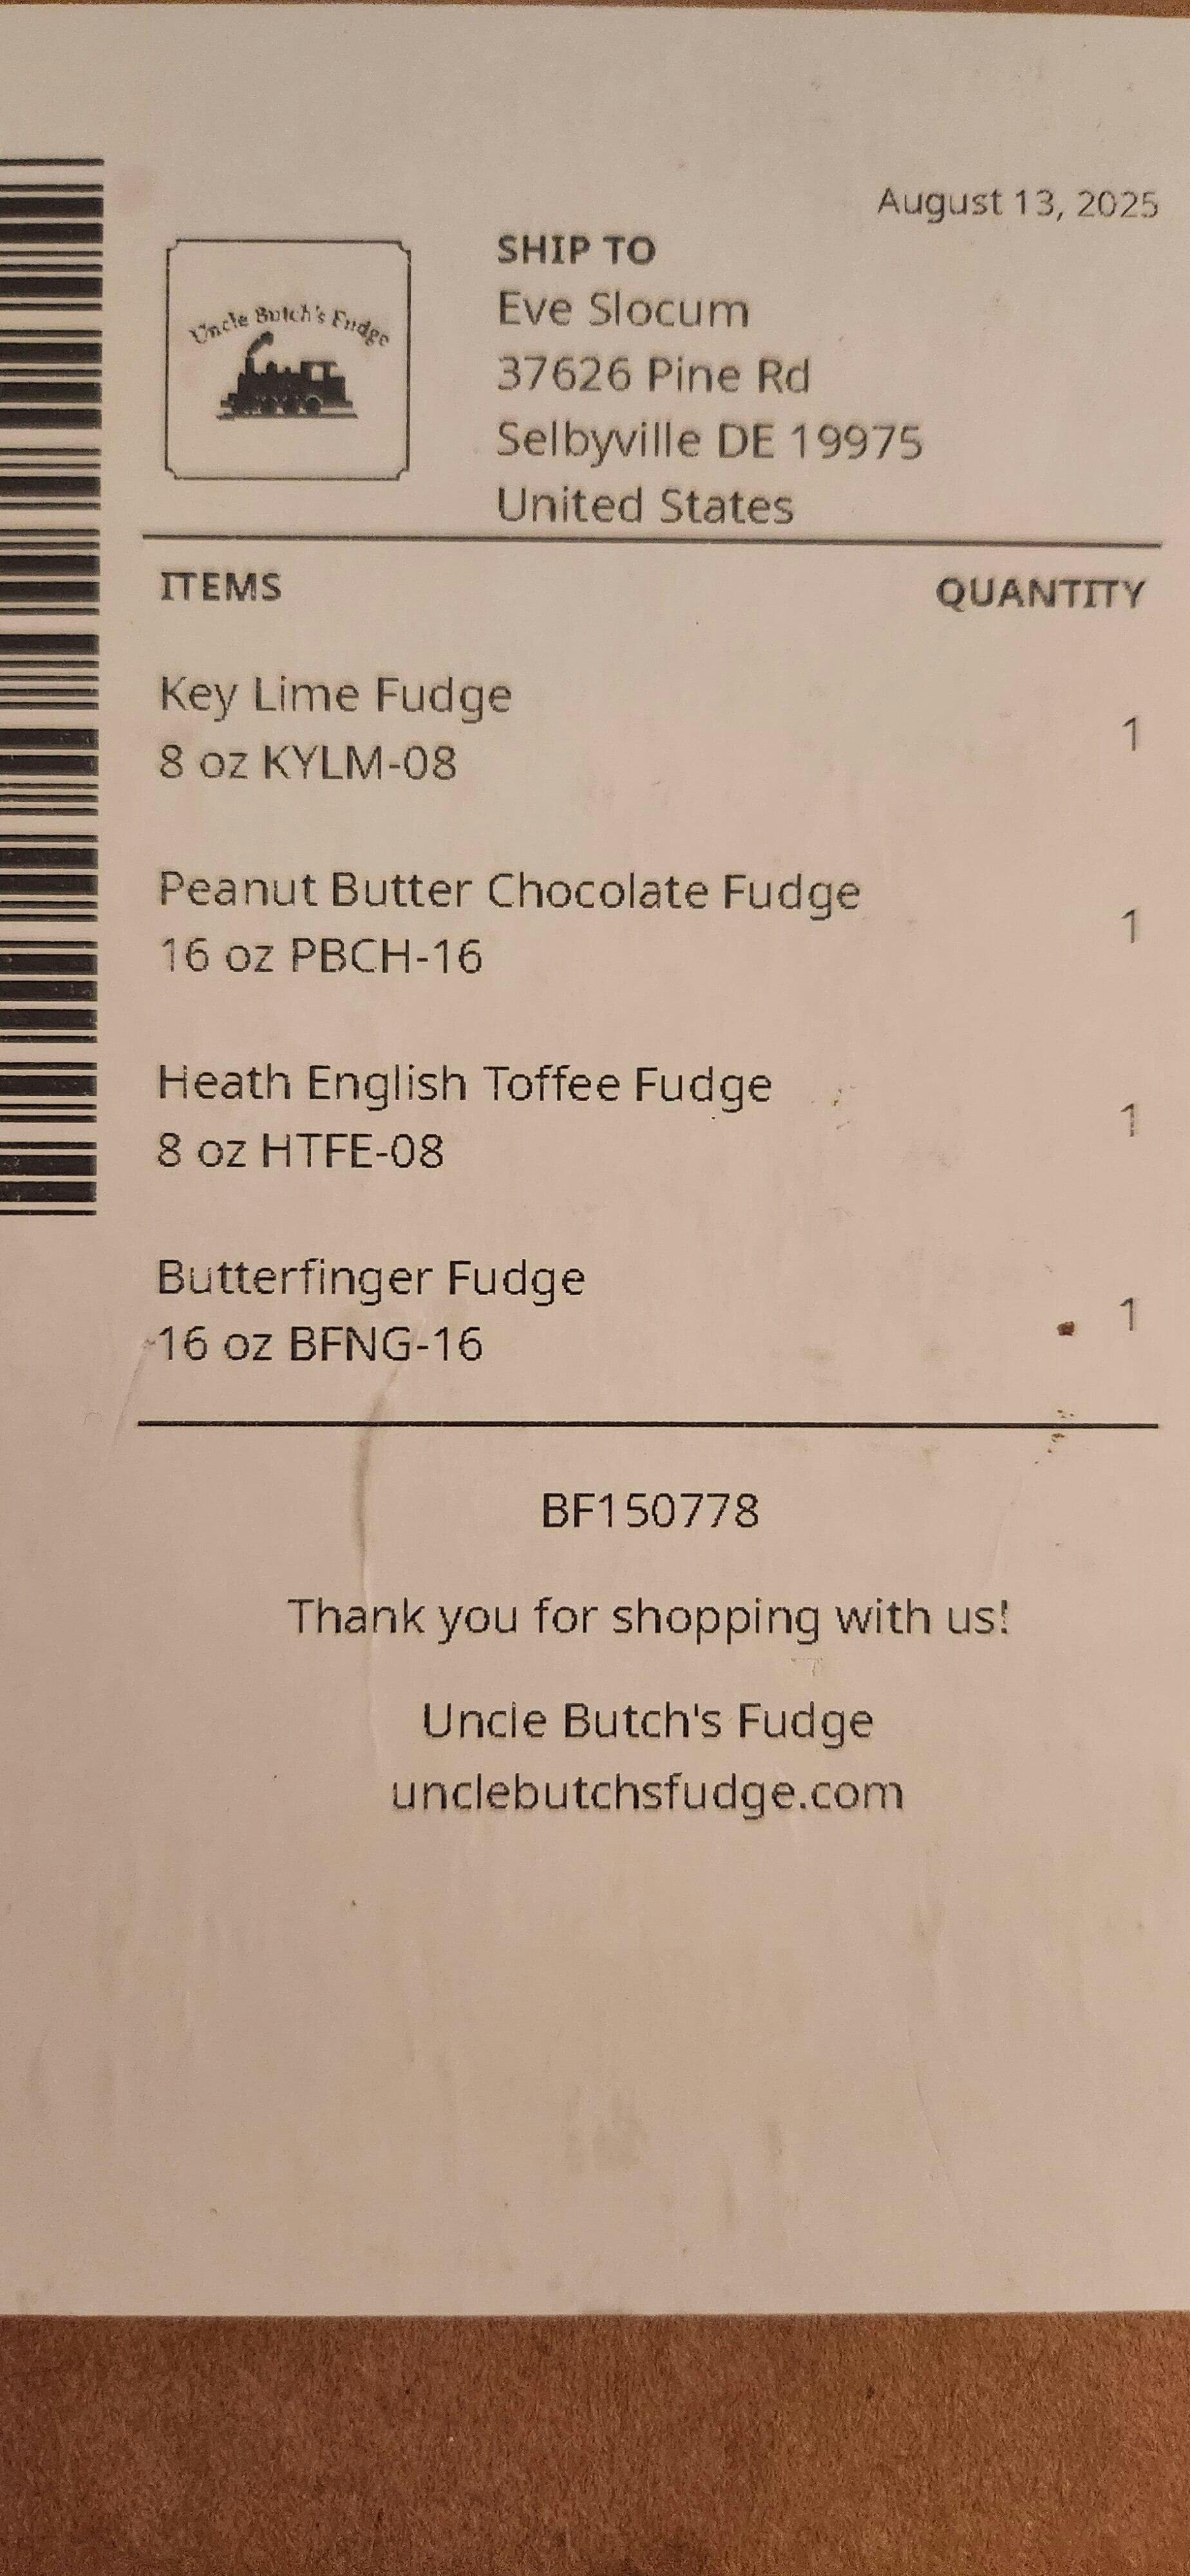 August 13, 2025
Uncle Butch's Fudge
SHIP TO
Eve Slocum
37626 Pine Rd
Selbyville DE 19975
United States
ITEMS QUANTITY
Key Lime Fudge
8 oz KYLM-08 1
Peanut Butter Chocolate Fudge
16 oz PBCH-16 1
Heath English Toffee Fudge
8 oz HTFE-08 1
Butterfinger Fudge
16 oz BFNG-16 1
BF150778
Thank you for shopping with us!
Uncle Butch's Fudge
unclebutchsfudge.com